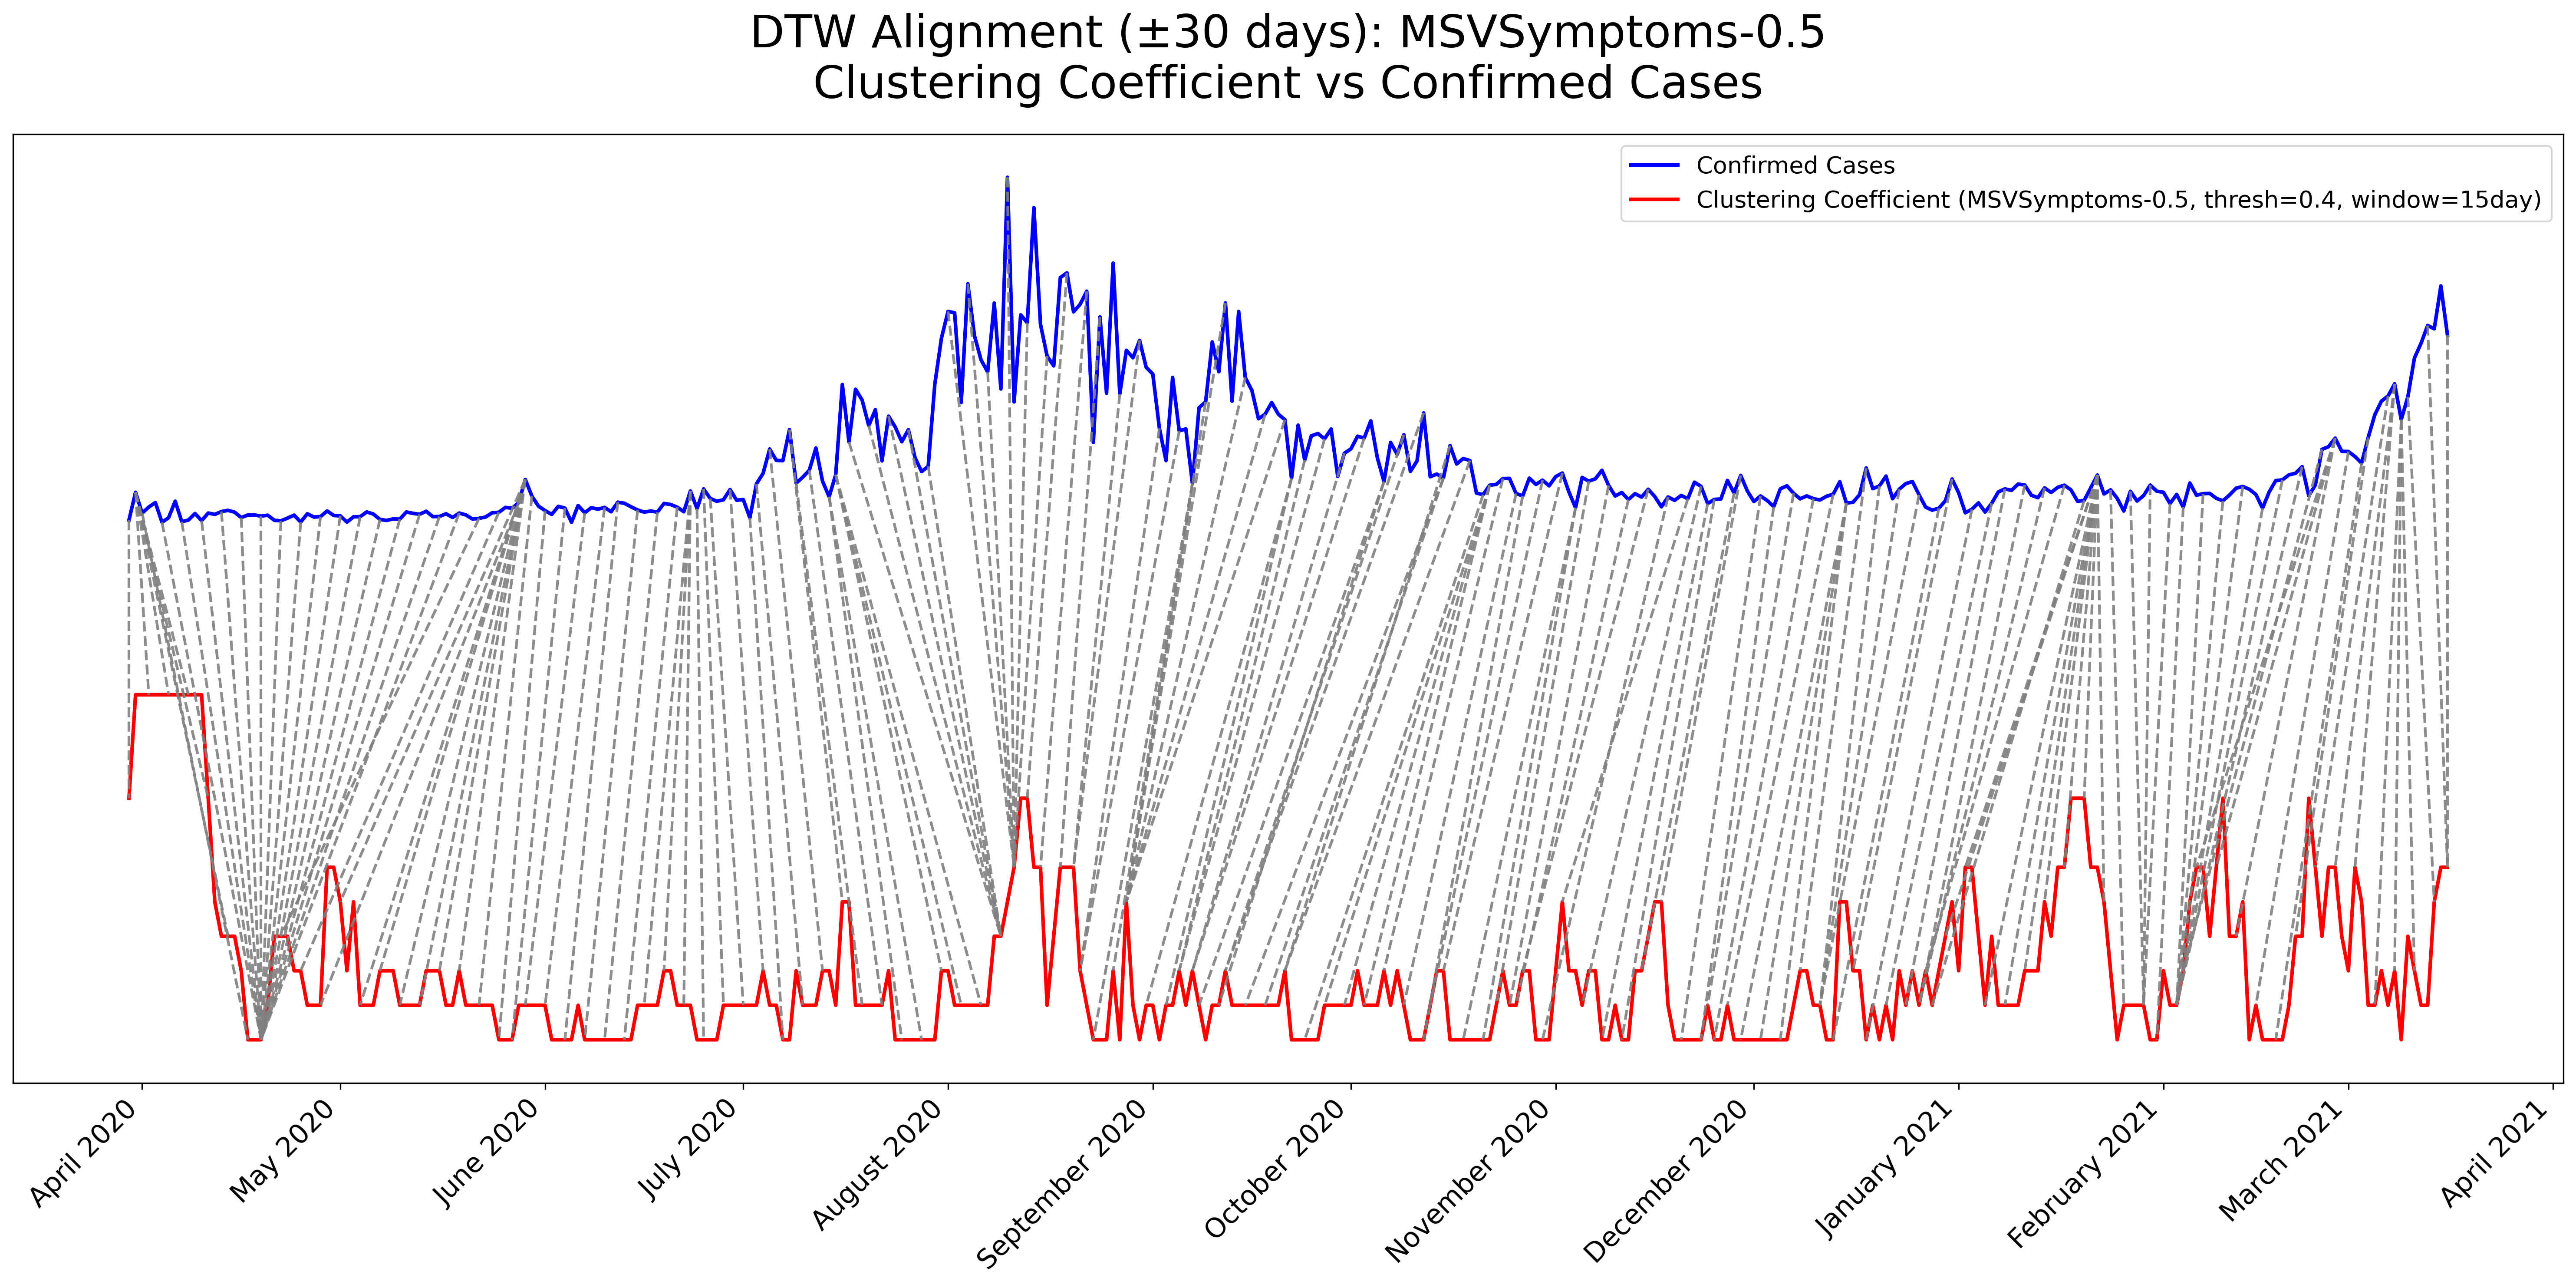 DTW Alignment (±30 days): MSVSymptoms-0.5
Clustering Coefficient vs Confirmed Cases
Confirmed Cases
Clustering Coefficient (MSVSymptoms-0.5, thresh=0.4, window=15day)
April 2020
May 2020
June 2020
July 2020
August 2020
September 2020
October 2020
November 2020
December 2020
January 2021
February 2021
March 2021
April 2021